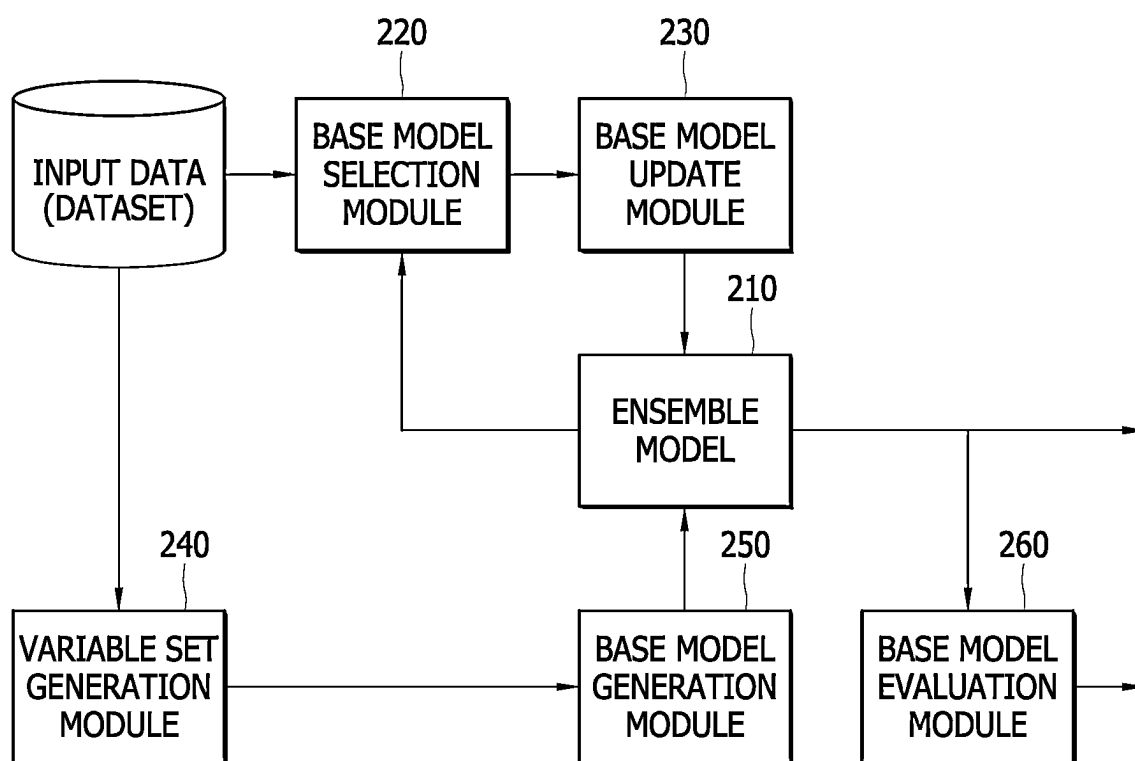 220
230
INPUT DATA
(DATASET)
BASE MODEL
SELECTION
MODULE
BASE MODEL
UPDATE
MODULE
210
ENSEMBLE
MODEL
240
250
260
VARIABLE SET
GENERATION
MODULE
BASE MODEL
GENERATION
MODULE
BASE MODEL
EVALUATION
MODULE